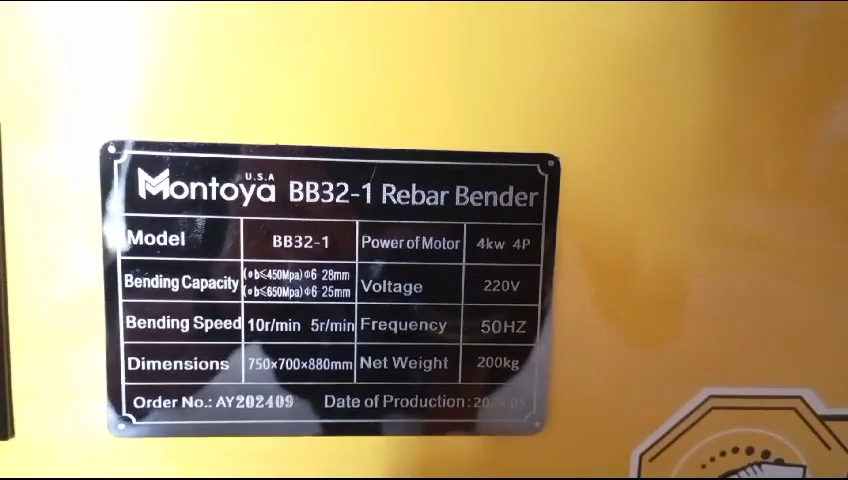 U.S.A
Montoya BB32-1 Rebar Bender
Model BB32-1 Power of Motor 4kw 4P
Bending Capacity (σb≤450Mpa)Φ6-28mm (σb≤650Mpa)Φ6-25mm Voltage 220V
Bending Speed 10r/min 5r/min Frequency 50HZ
Dimensions 750×700×880mm Net Weight 200kg
Order No.: AY202409 Date of Production: 2024.05